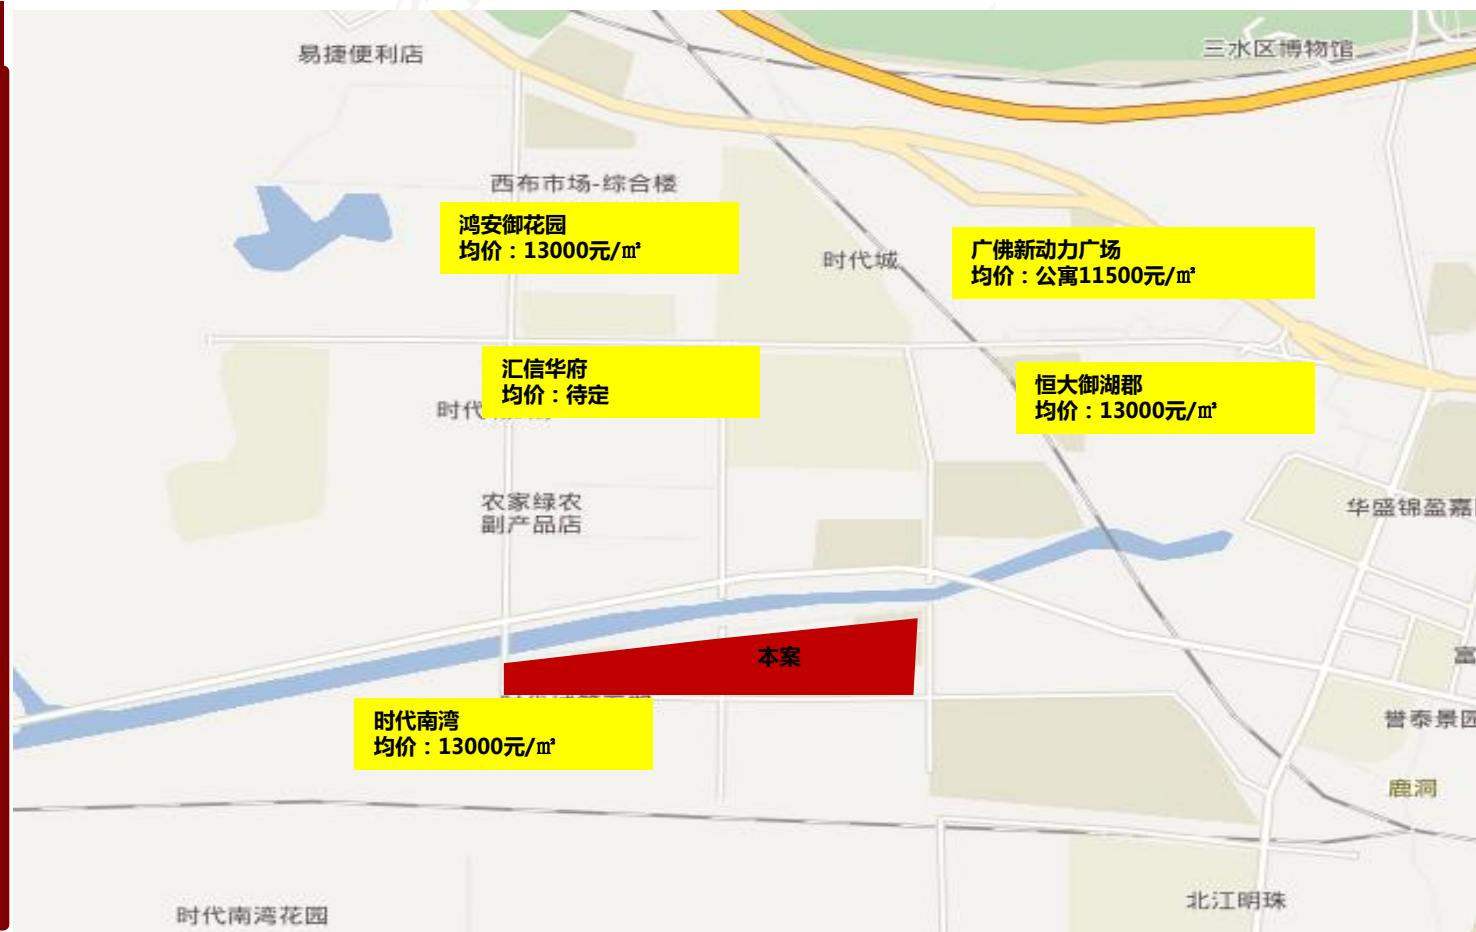 易捷便利店
三水区博物馆
西布市场-综合楼
鸿安御花园
均价：13000元/㎡
时代城
广佛新动力广场
均价：公寓11500元/㎡
汇信华府
均价：待定
时代
恒大御湖郡
均价：13000元/㎡
农家绿农
副产品店
华盛锦盈嘉
本案
富
时代南湾
均价：13000元/㎡
誉泰景园
鹿洞
北江明珠
时代南湾花园